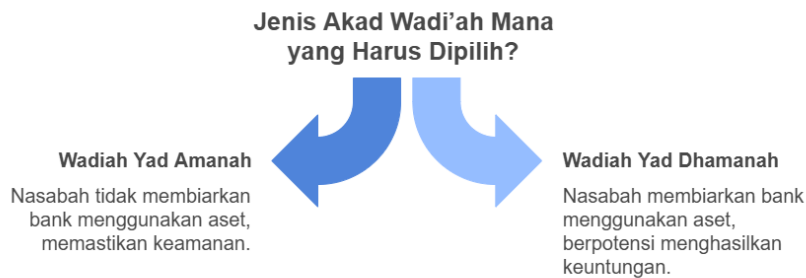 Jenis Akad Wadi’ah Mana
yang Harus Dipilih?
Wadiah Yad Amanah
Nasabah tidak membiarkan
bank menggunakan aset,
memastikan keamanan.
Wadiah Yad Dhamanah
Nasabah membiarkan bank
menggunakan aset,
berpotensi menghasilkan
keuntungan.